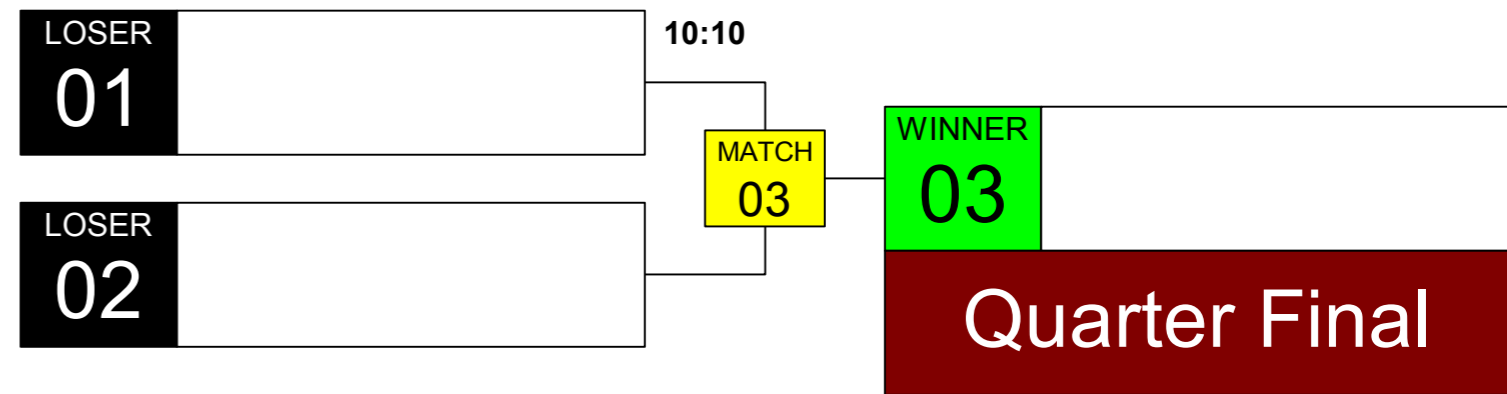 LOSER
01
10:10
MATCH
03
LOSER
02
WINNER
03
Quarter Final